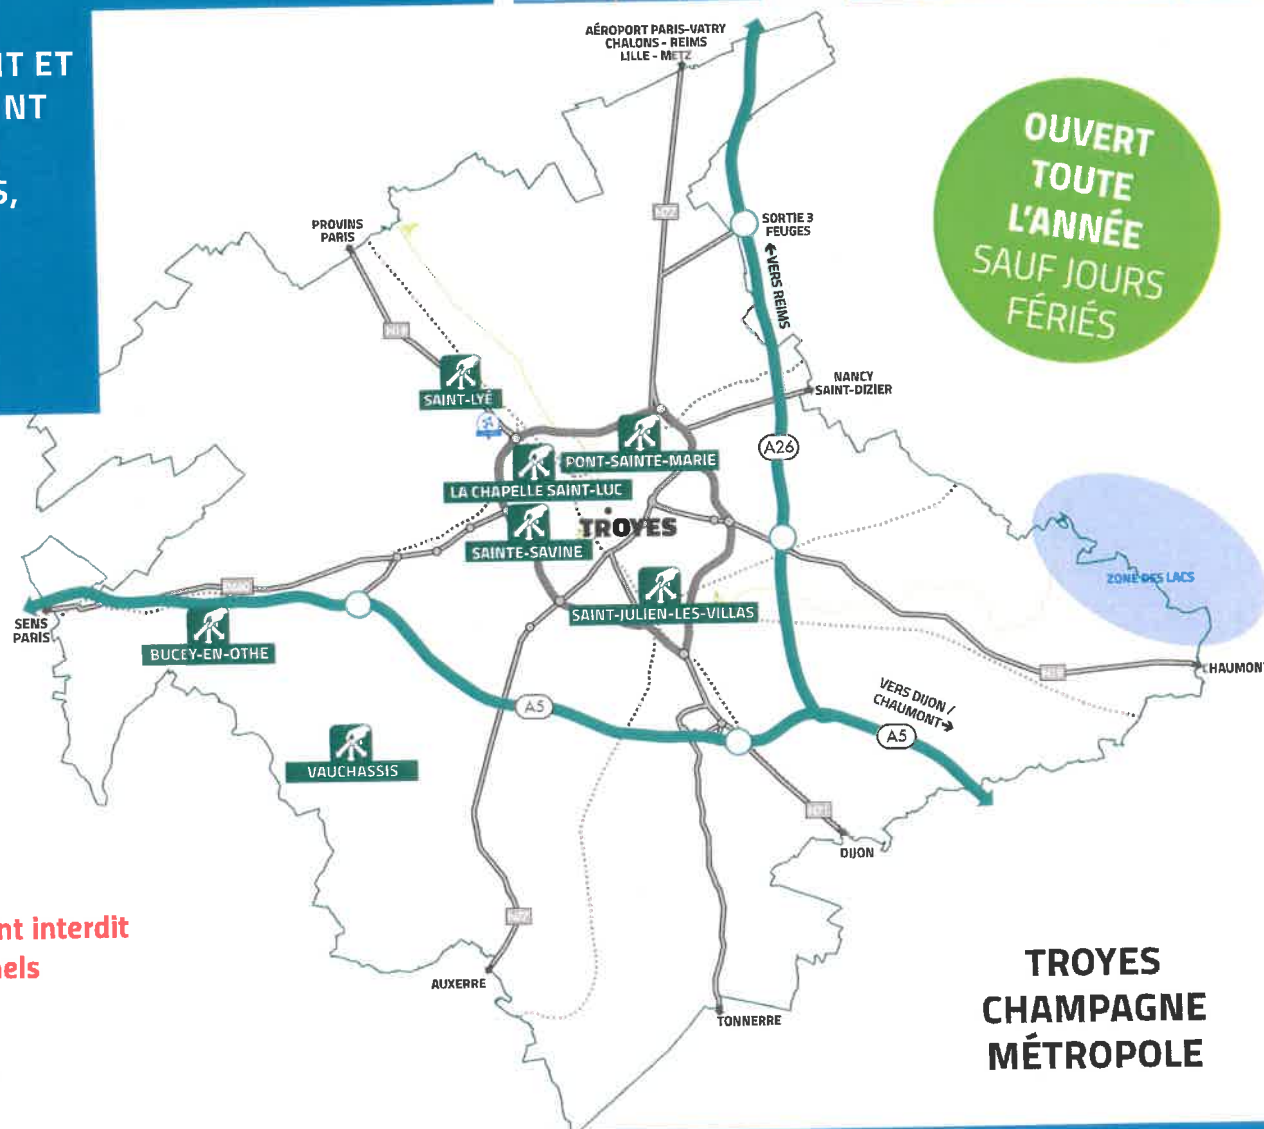 T ET
NT
S,
AÉROPORT PARIS-VATRY
CHALONS - REIMS
LILLE - METZ
OUVERT
TOUTE
L'ANNÉE
SAUF JOURS
FÉRIÉS
PROVINS
PARIS
SORTIE 3
FEUGES
VERS REIMS
SAINT-LYÉ
NANCY
SAINT-DIZIER
PONT-SAINTE-MARIE
A26
LA CHAPELLE SAINT-LUC
TROYES
SAINTE-SAVINE
ZONE DES LACS
SENS
PARIS
SAINT-JULIEN-LES-VILLAS
BUCEY-EN-OTHE
CHAUMONT
VERS DIJON /
CHAUMONT
A5
A5
VAUCHASSIS
DIJON
nt interdit
els
AUXERRE
TONNERRE
TROYES
CHAMPAGNE
MÉTROPOLE